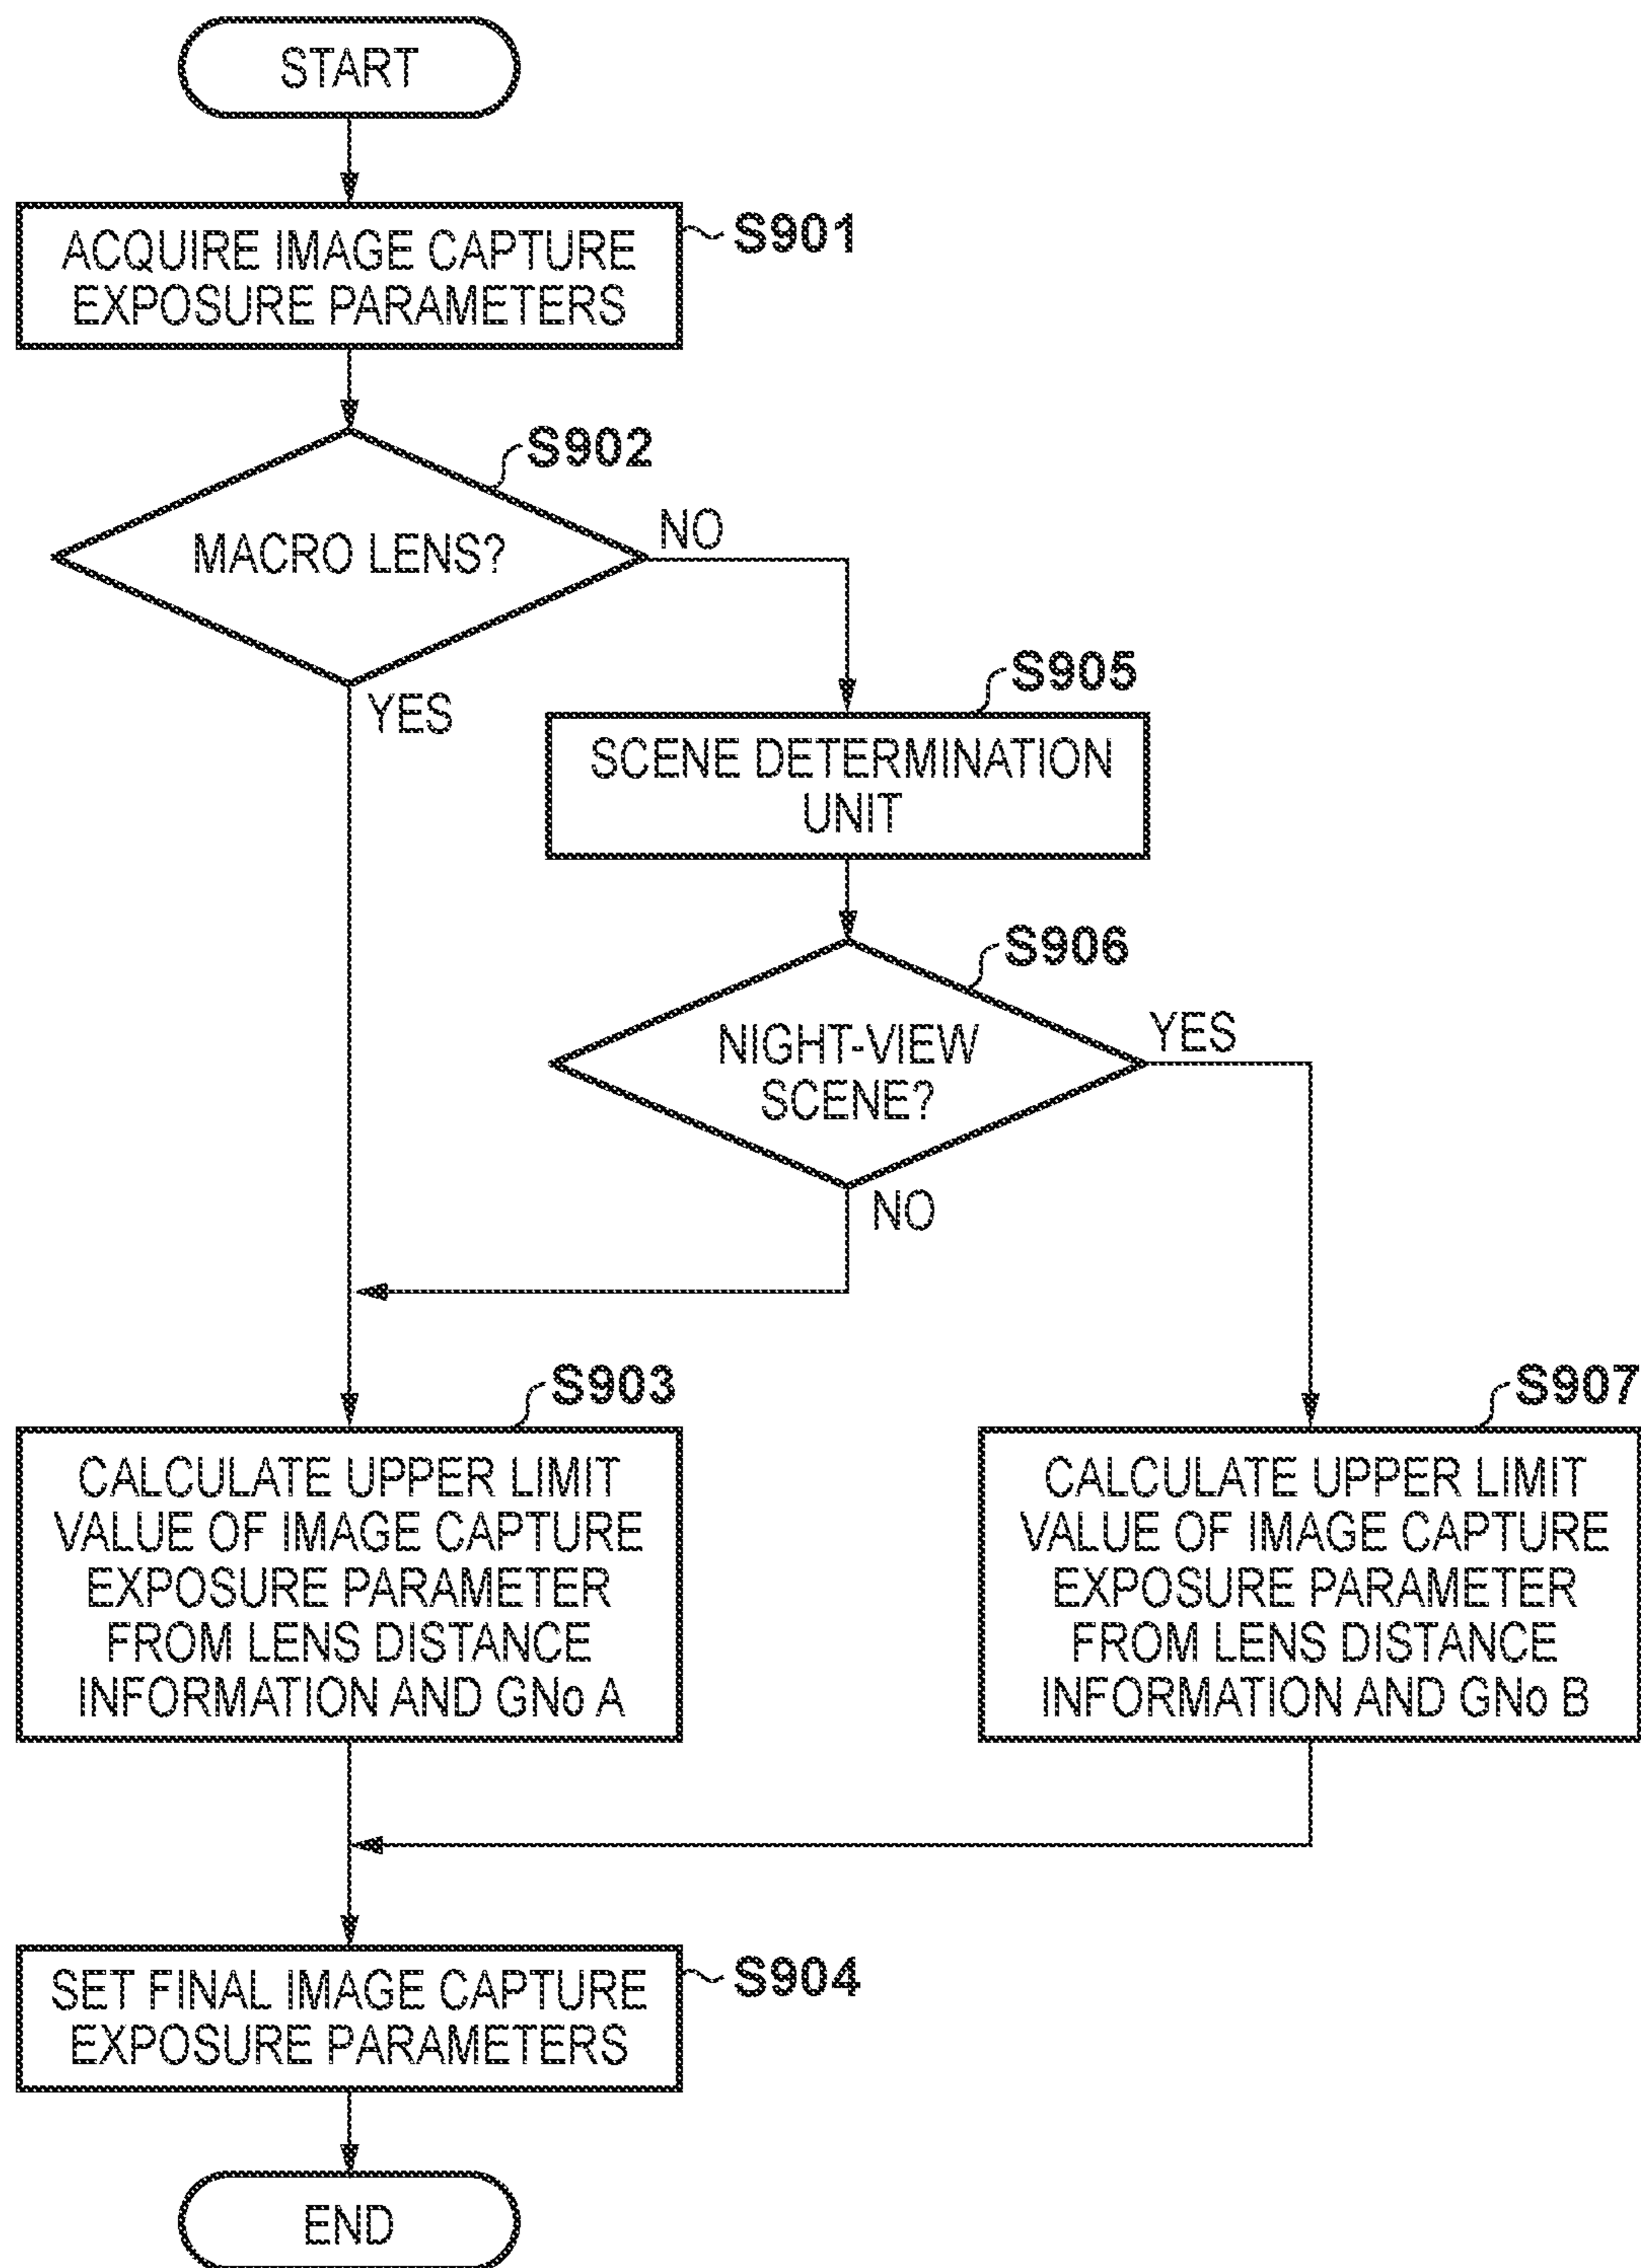 START
ACQUIRE IMAGE CAPTURE
EXPOSURE PARAMETERS
S901
S902
MACRO LENS?
NO
YES
S905
SCENE DETERMINATION
UNIT
S906
NIGHT-VIEW
SCENE?
YES
NO
S903
CALCULATE UPPER LIMIT
VALUE OF IMAGE CAPTURE
EXPOSURE PARAMETER
FROM LENS DISTANCE
INFORMATION AND GNo A
S907
CALCULATE UPPER LIMIT
VALUE OF IMAGE CAPTURE
EXPOSURE PARAMETER
FROM LENS DISTANCE
INFORMATION AND GNo B
SET FINAL IMAGE CAPTURE
EXPOSURE PARAMETERS
S904
END